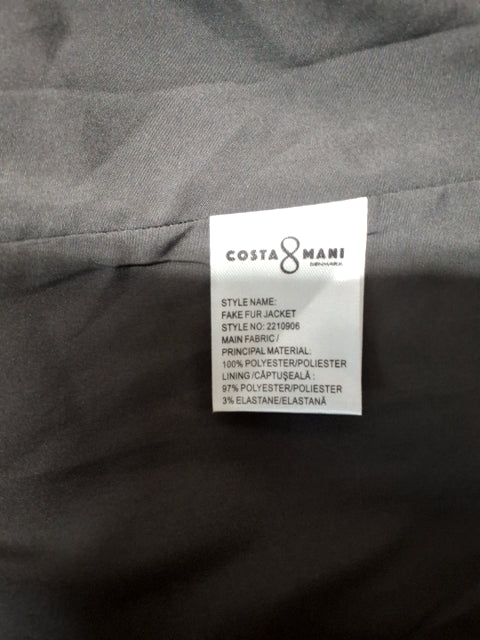 COSTA 8 MANI
DENMARK
STYLE NAME:
FAKE FUR JACKET
STYLE NO: 2210906
MAIN FABRIC /
PRINCIPAL MATERIAL:
100% POLYESTER/POLIESTER
LINING /CĂPTUȘEALĂ :
97% POLYESTER/POLIESTER
3% ELASTANE/ELASTANĂ